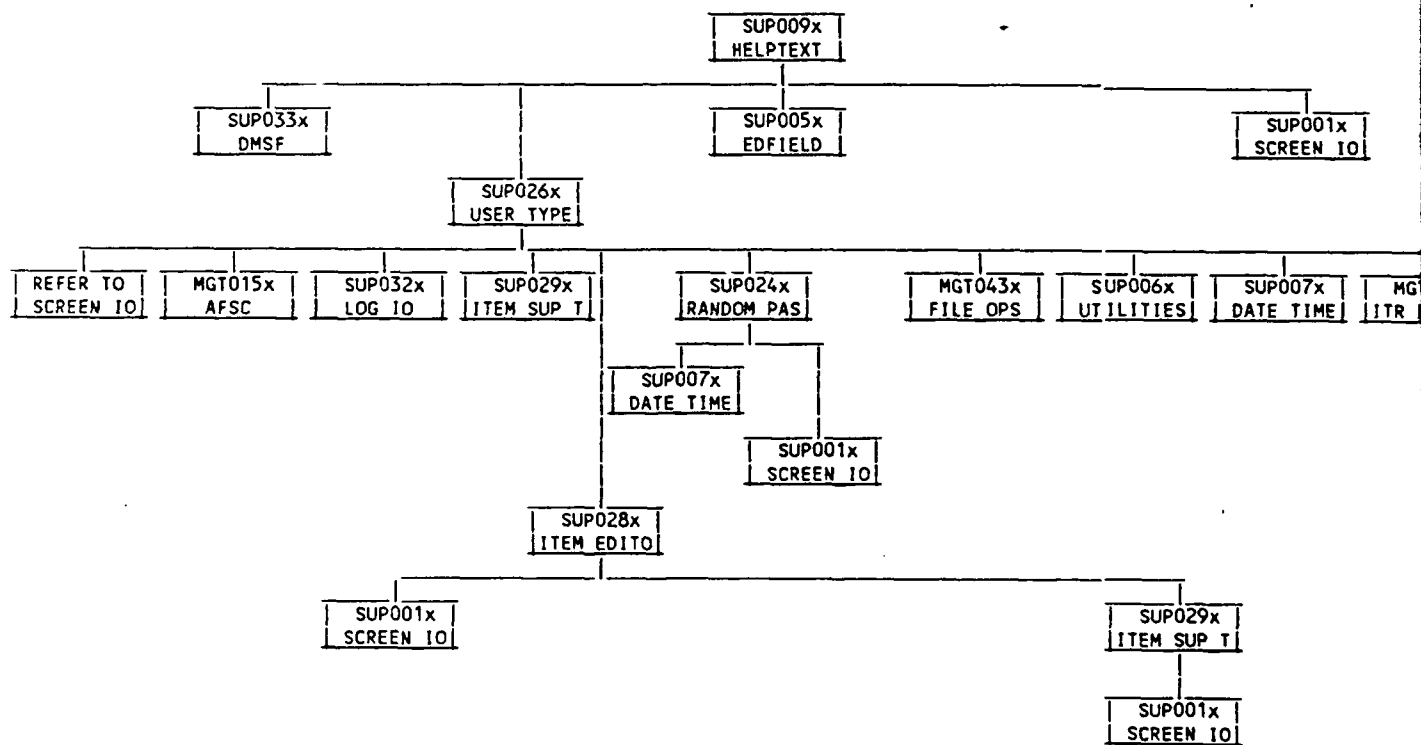 SUP009x
HELPTEXT
SUP033x
DMSF
SUP005x
EDFIELD
SUP001x
SCREEN IO
SUP026x
USER TYPE
REFER TO
SCREEN IO
MGT015x
AFSC
SUP032x
LOG IO
SUP029x
ITEM SUP T
SUP024x
RANDOM PAS
MGT043x
FILE OPS
SUP006x
UTILITIES
SUP007x
DATE TIME
MGT
ITR
SUP007x
DATE TIME
SUP001x
SCREEN IO
SUP028x
ITEM EDITO
SUP001x
SCREEN IO
SUP029x
ITEM SUP T
SUP001x
SCREEN IO